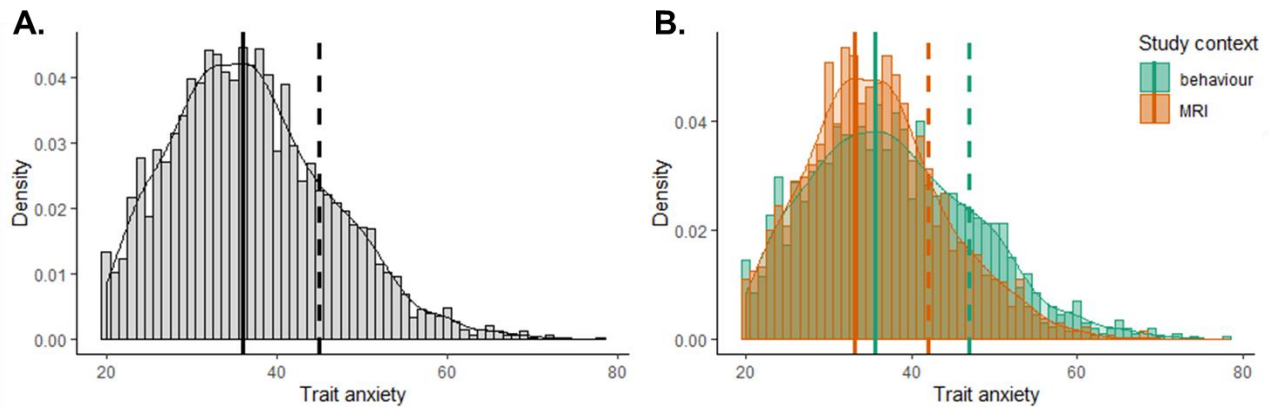 A.
Density
0.04
0.03
0.02
0.01
0.00
20 40 60 80
Trait anxiety
B.
Density
0.04
0.02
0.00
20 40 60 80
Trait anxiety
Study context
behaviour
MRI